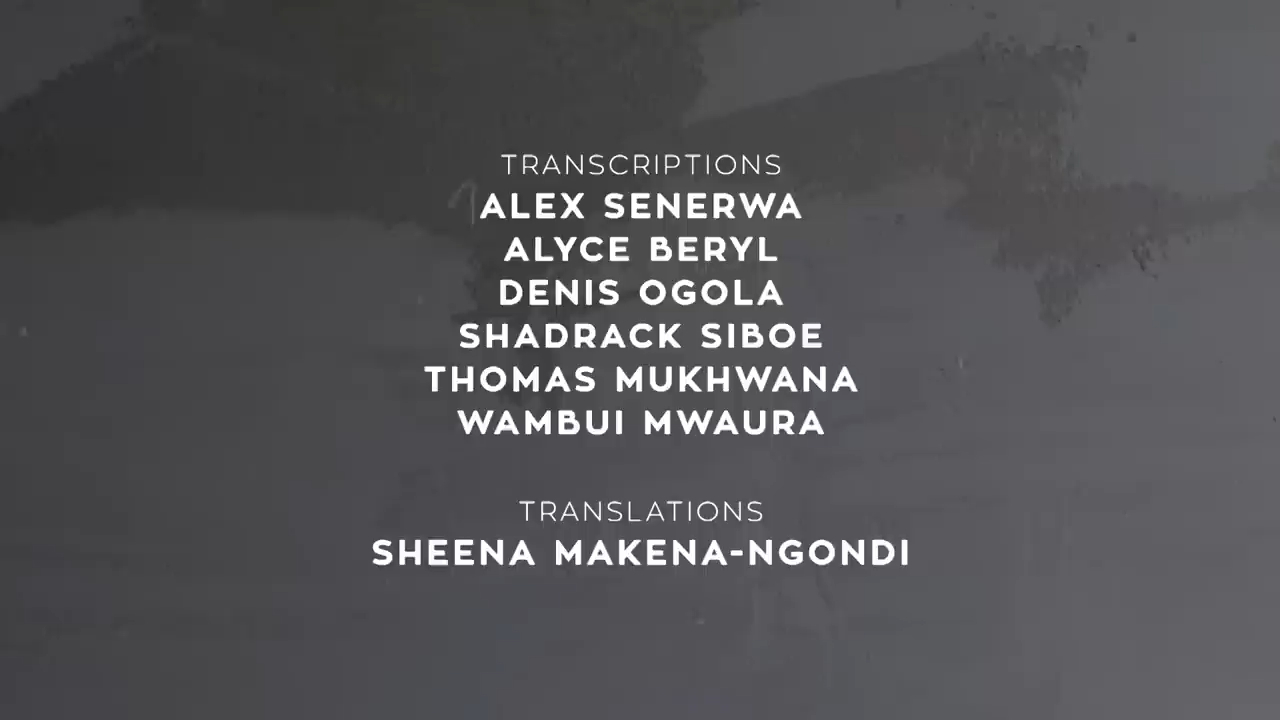 TRANSCRIPTIONS
ALEX SENERWA
ALYCE BERYL
DENIS OGOLA
SHADRACK SIBOE
THOMAS MUKHWANA
WAMBUI MWAURA
TRANSLATIONS
SHEENA MAKENA-NGONDI